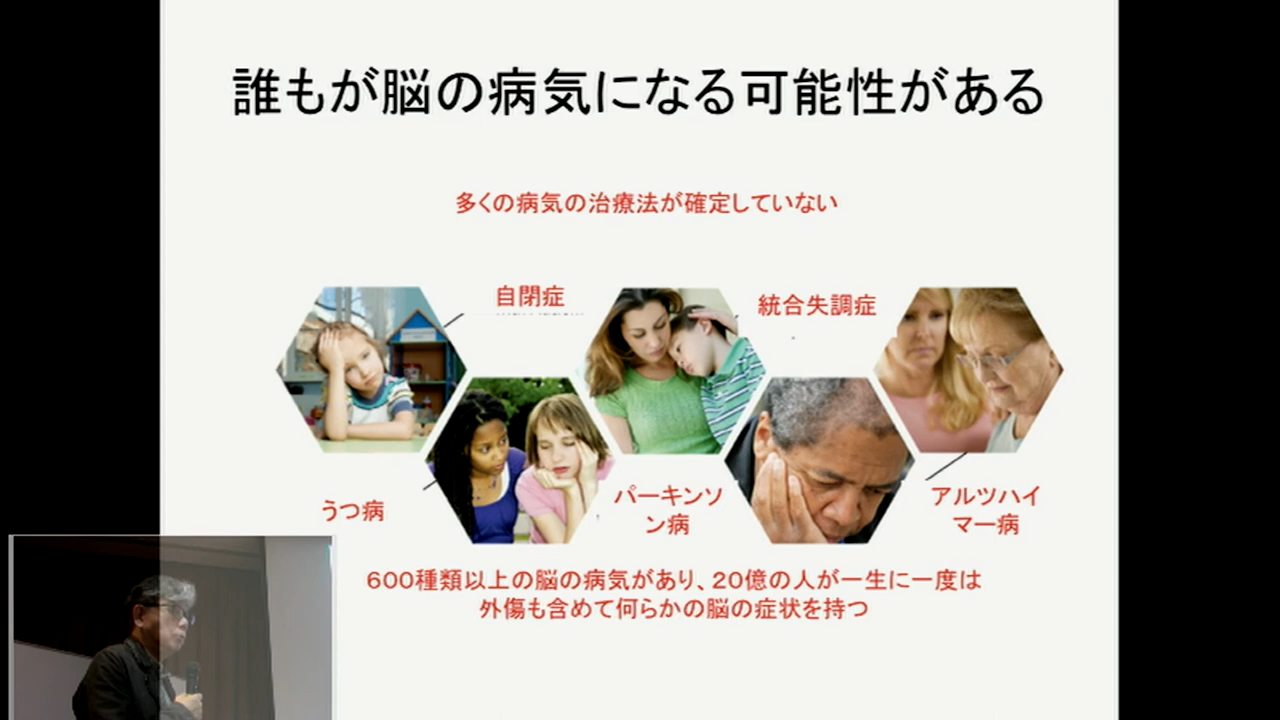 誰もが脳の病気になる可能性がある
多くの病気の治療法が確定していない
自閉症
統合失調症
うつ病
パーキンソ
ン病
アルツハイ
マー病
600種類以上の脳の病気があり、20億の人が一生に一度は
外傷も含めて何らかの脳の症状を持つ